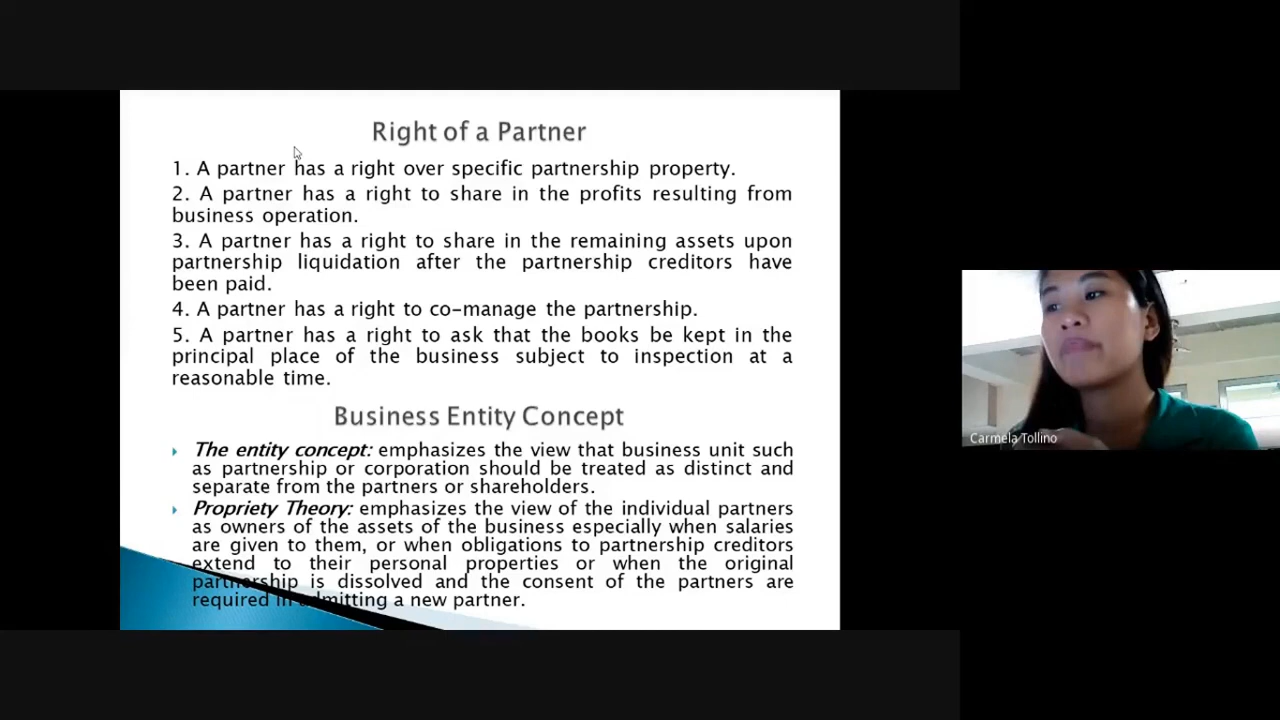 Right of a Partner
1. A partner has a right over specific partnership property.
2. A partner has a right to share in the profits resulting from
business operation.
3. A partner has a right to share in the remaining assets upon
partnership liquidation after the partnership creditors have
been paid.
4. A partner has a right to co-manage the partnership.
5. A partner has a right to ask that the books be kept in the
principal place of the business subject to inspection at a
reasonable time.
Business Entity Concept
The entity concept: emphasizes the view that business unit such
as partnership or corporation should be treated as distinct and
separate from the partners or shareholders.
Propriety Theory: emphasizes the view of the individual partners
as owners of the assets of the business especially when salaries
are given to them, or when obligations to partnership creditors
extend to their personal properties or when the original
partnership is dissolved and the consent of the partners are
required in admitting a new partner.
Carmela Tollino